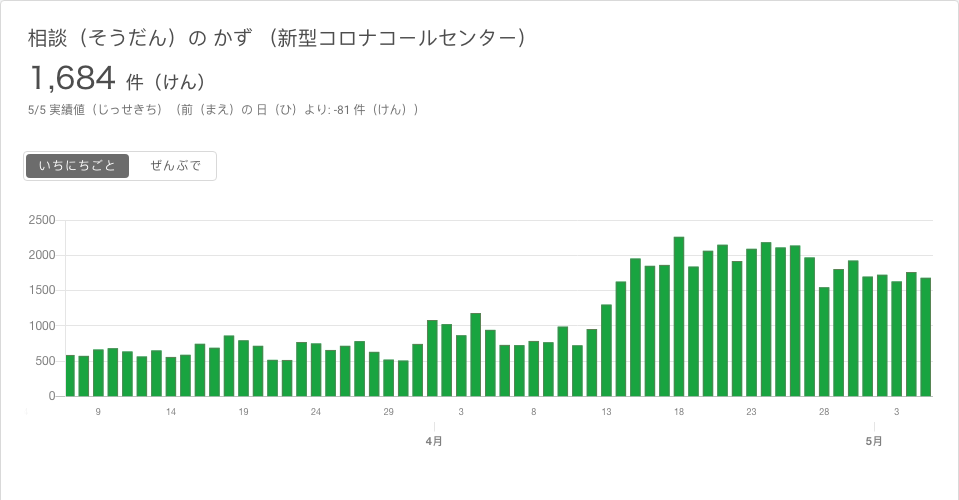 相談（そうだん）の かず （新型コロナコールセンター）
1,684 件（けん）
5/5 実績値（じっせきち）（前（まえ）の 日（ひ）より: -81 件（けん））
いちにちごと ぜんぶで
2500
2000
1500
1000
500
0
9 14 19 24 29 3 8 13 18 23 28 3
4月 5月